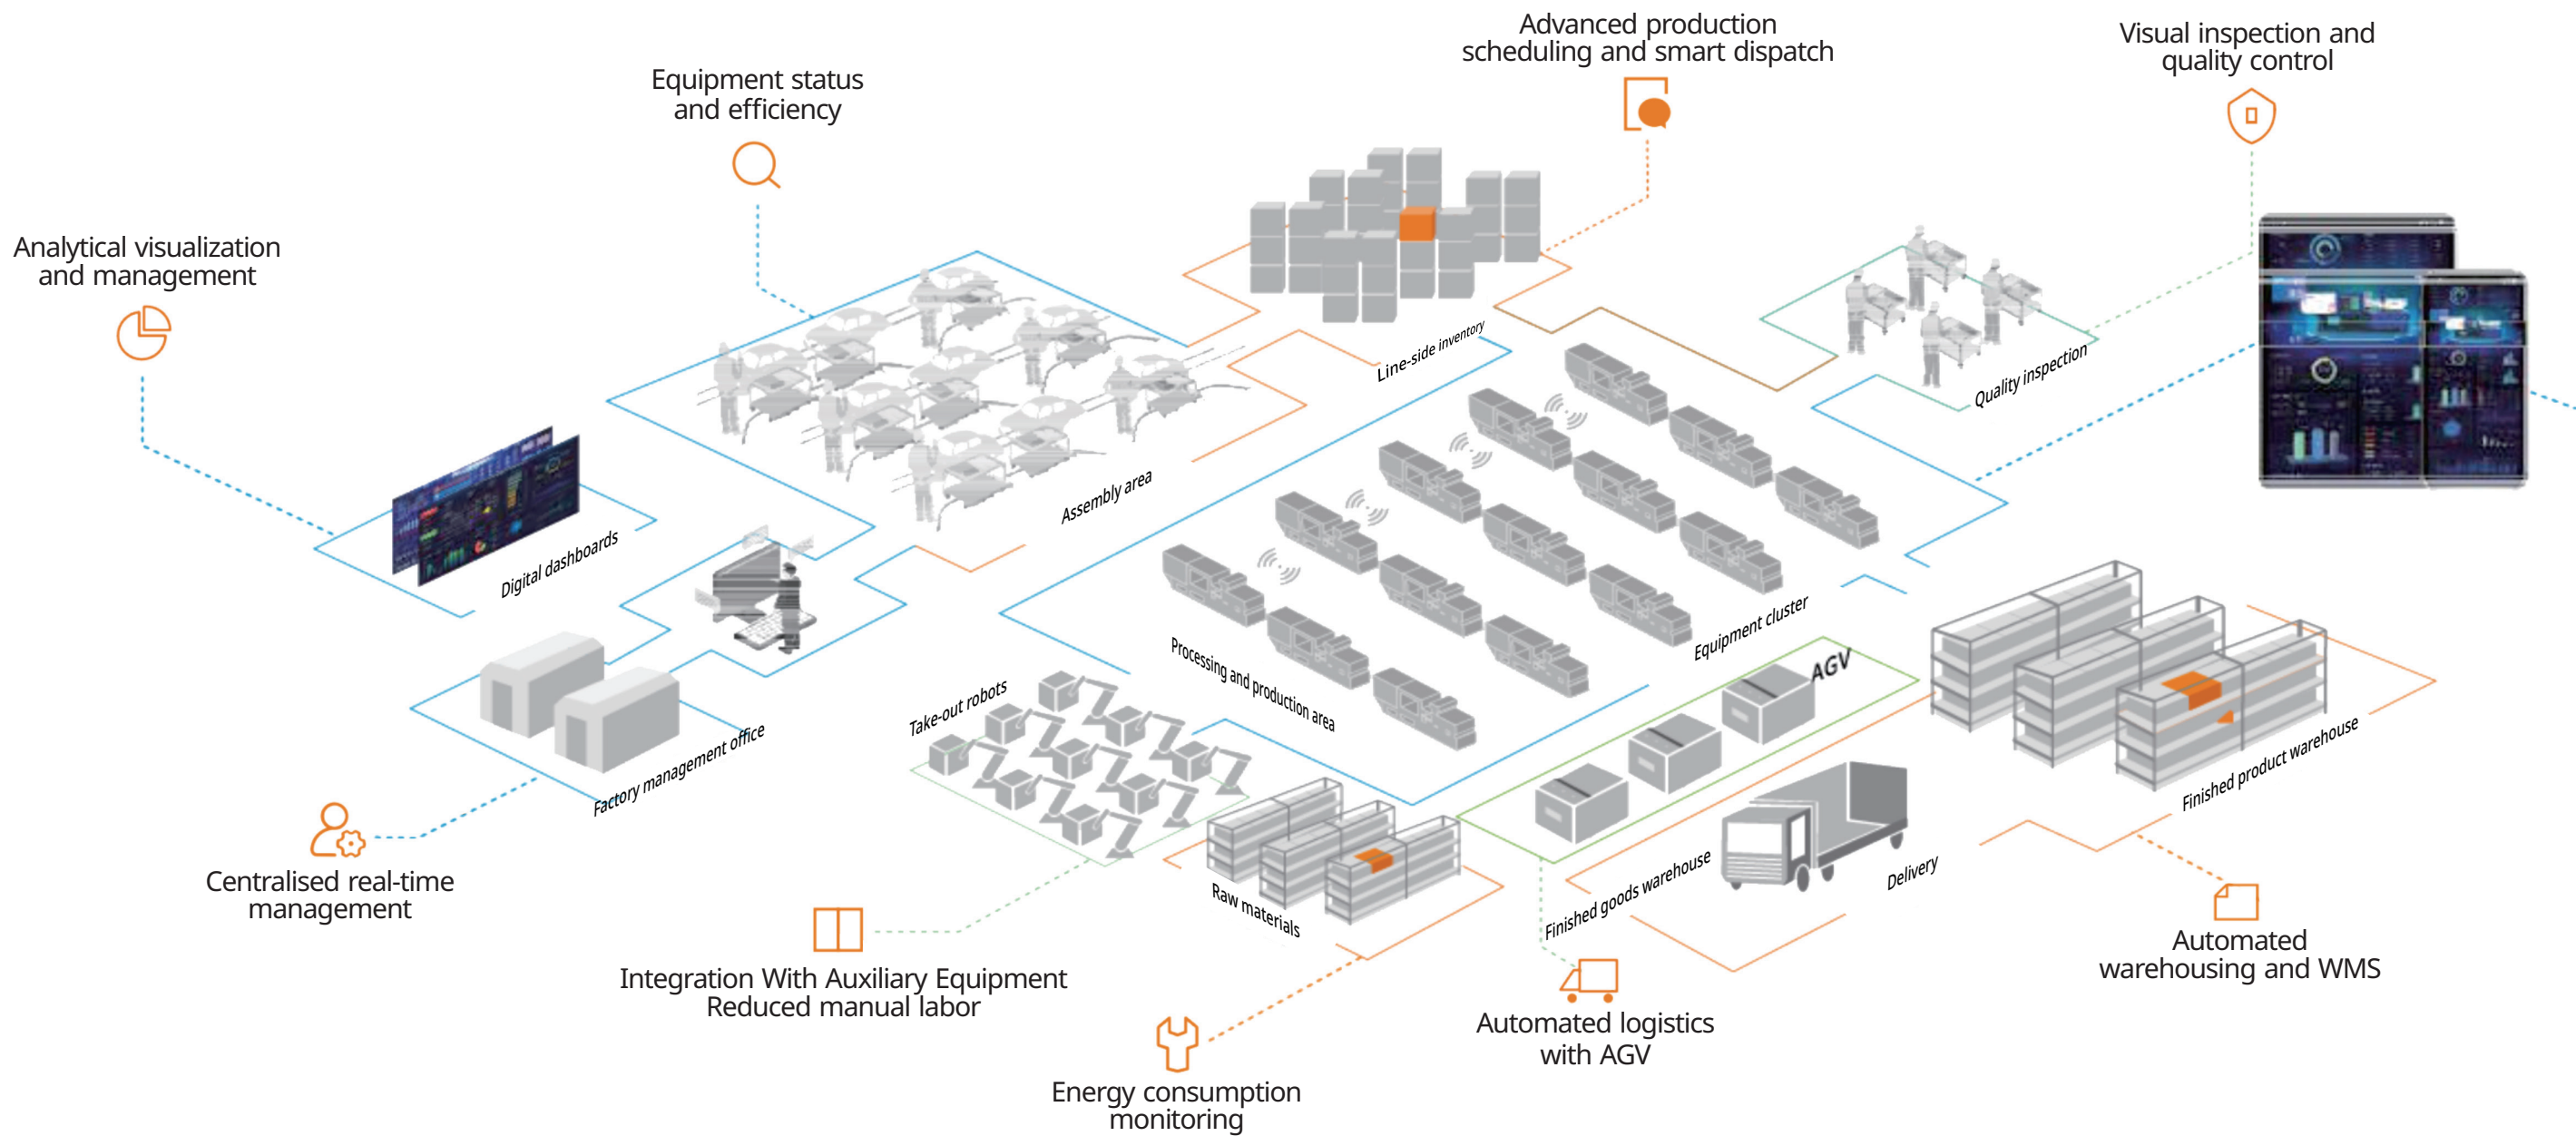 Advanced production
scheduling and smart dispatch
Visual inspection and
quality control
Equipment status
and efficiency
Analytical visualization
and management
Line-side inventory
Quality inspection
Assembly area
Digital dashboards
Equipment cluster
Processing and production area
AGV
Take-out robots
Factory management office
Finished product warehouse
Raw materials
Finished goods warehouse
Delivery
Centralised real-time
management
Integration With Auxiliary Equipment
Reduced manual labor
Energy consumption
monitoring
Automated logistics
with AGV
Automated
warehousing and WMS